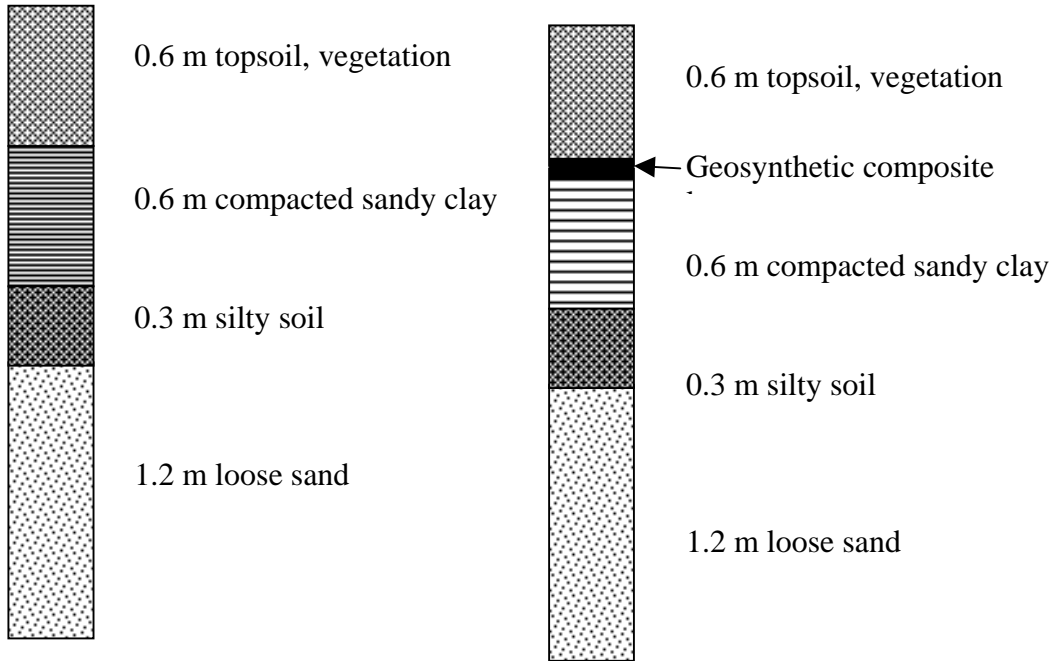 0.6 m topsoil, vegetation
0.6 m compacted sandy clay
0.3 m silty soil
1.2 m loose sand
0.6 m topsoil, vegetation
Geosynthetic composite
0.6 m compacted sandy clay
0.3 m silty soil
1.2 m loose sand